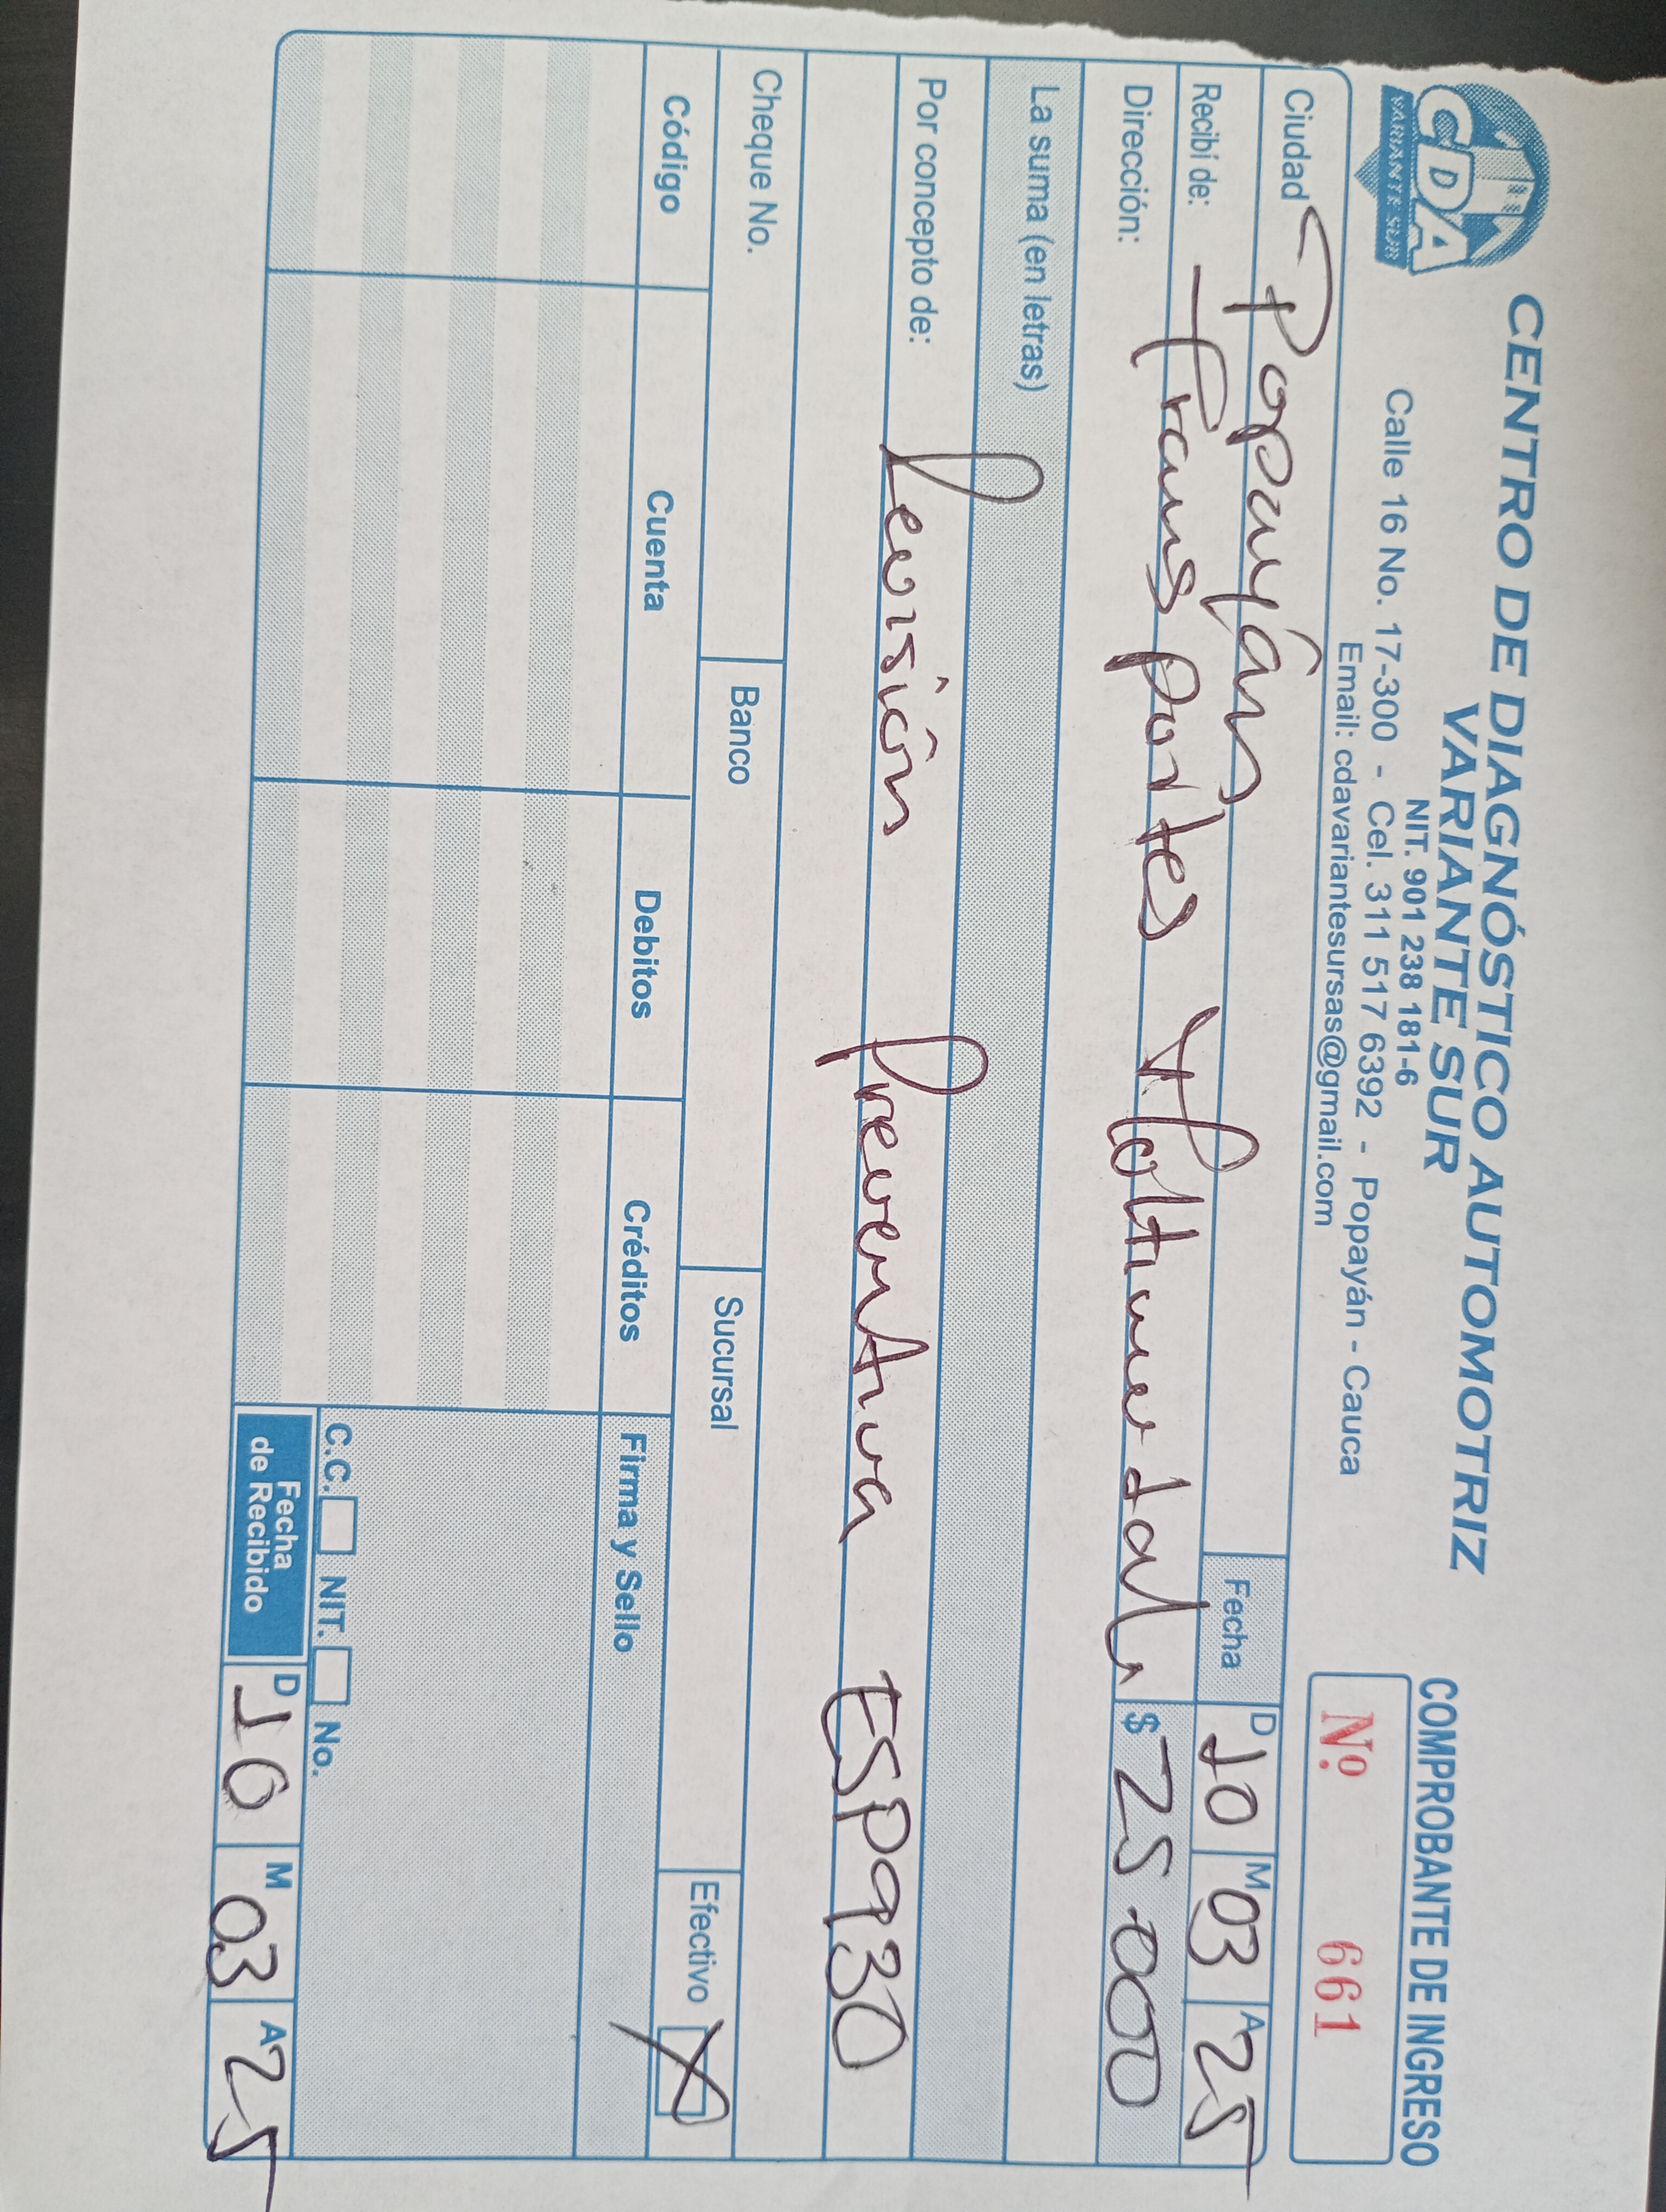 CDA
VARIANTE SUR
CENTRO DE DIAGNÓSTICO AUTOMOTRIZ
VARIANTE SUR
NIT. 901 238 181-6
Calle 16 No. 17-300 - Cel. 311 517 6392 - Popayán - Cauca
Email: cdavariantesursas@gmail.com
COMPROBANTE DE INGRESO
Nº 661
Ciudad Popayán Fecha D 10 M 03 A 25
Recibí de: Transportes
Dirección: $ 25.000
La suma (en letras)
Por concepto de: Revisión Preventiva ESP930
Cheque No. Banco Sucursal Efectivo X
Código Cuenta Debitos Créditos Firma y Sello
C.C. NIT. No.
Fecha de Recibido D 10 M 03 A 25